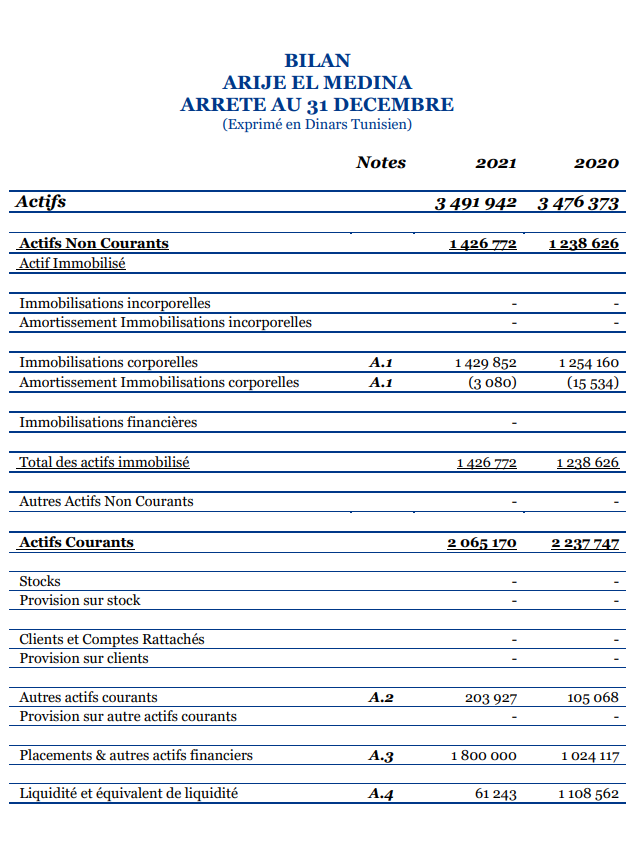 BILAN
ARIJE EL MEDINA
ARRETE AU 31 DECEMBRE
(Exprimé en Dinars Tunisien)
Notes 2021 2020
Actifs 3 491 942 3 476 373
Actifs Non Courants 1 426 772 1 238 626
Actif Immobilisé
Immobilisations incorporelles - -
Amortissement Immobilisations incorporelles - -
Immobilisations corporelles A.1 1 429 852 1 254 160
Amortissement Immobilisations corporelles A.1 (3 080) (15 534)
Immobilisations financières -
Total des actifs immobilisé 1 426 772 1 238 626
Autres Actifs Non Courants - -
Actifs Courants 2 065 170 2 237 747
Stocks - -
Provision sur stock - -
Clients et Comptes Rattachés - -
Provision sur clients - -
Autres actifs courants A.2 203 927 105 068
Provision sur autre actifs courants - -
Placements & autres actifs financiers A.3 1 800 000 1 024 117
Liquidité et équivalent de liquidité A.4 61 243 1 108 562